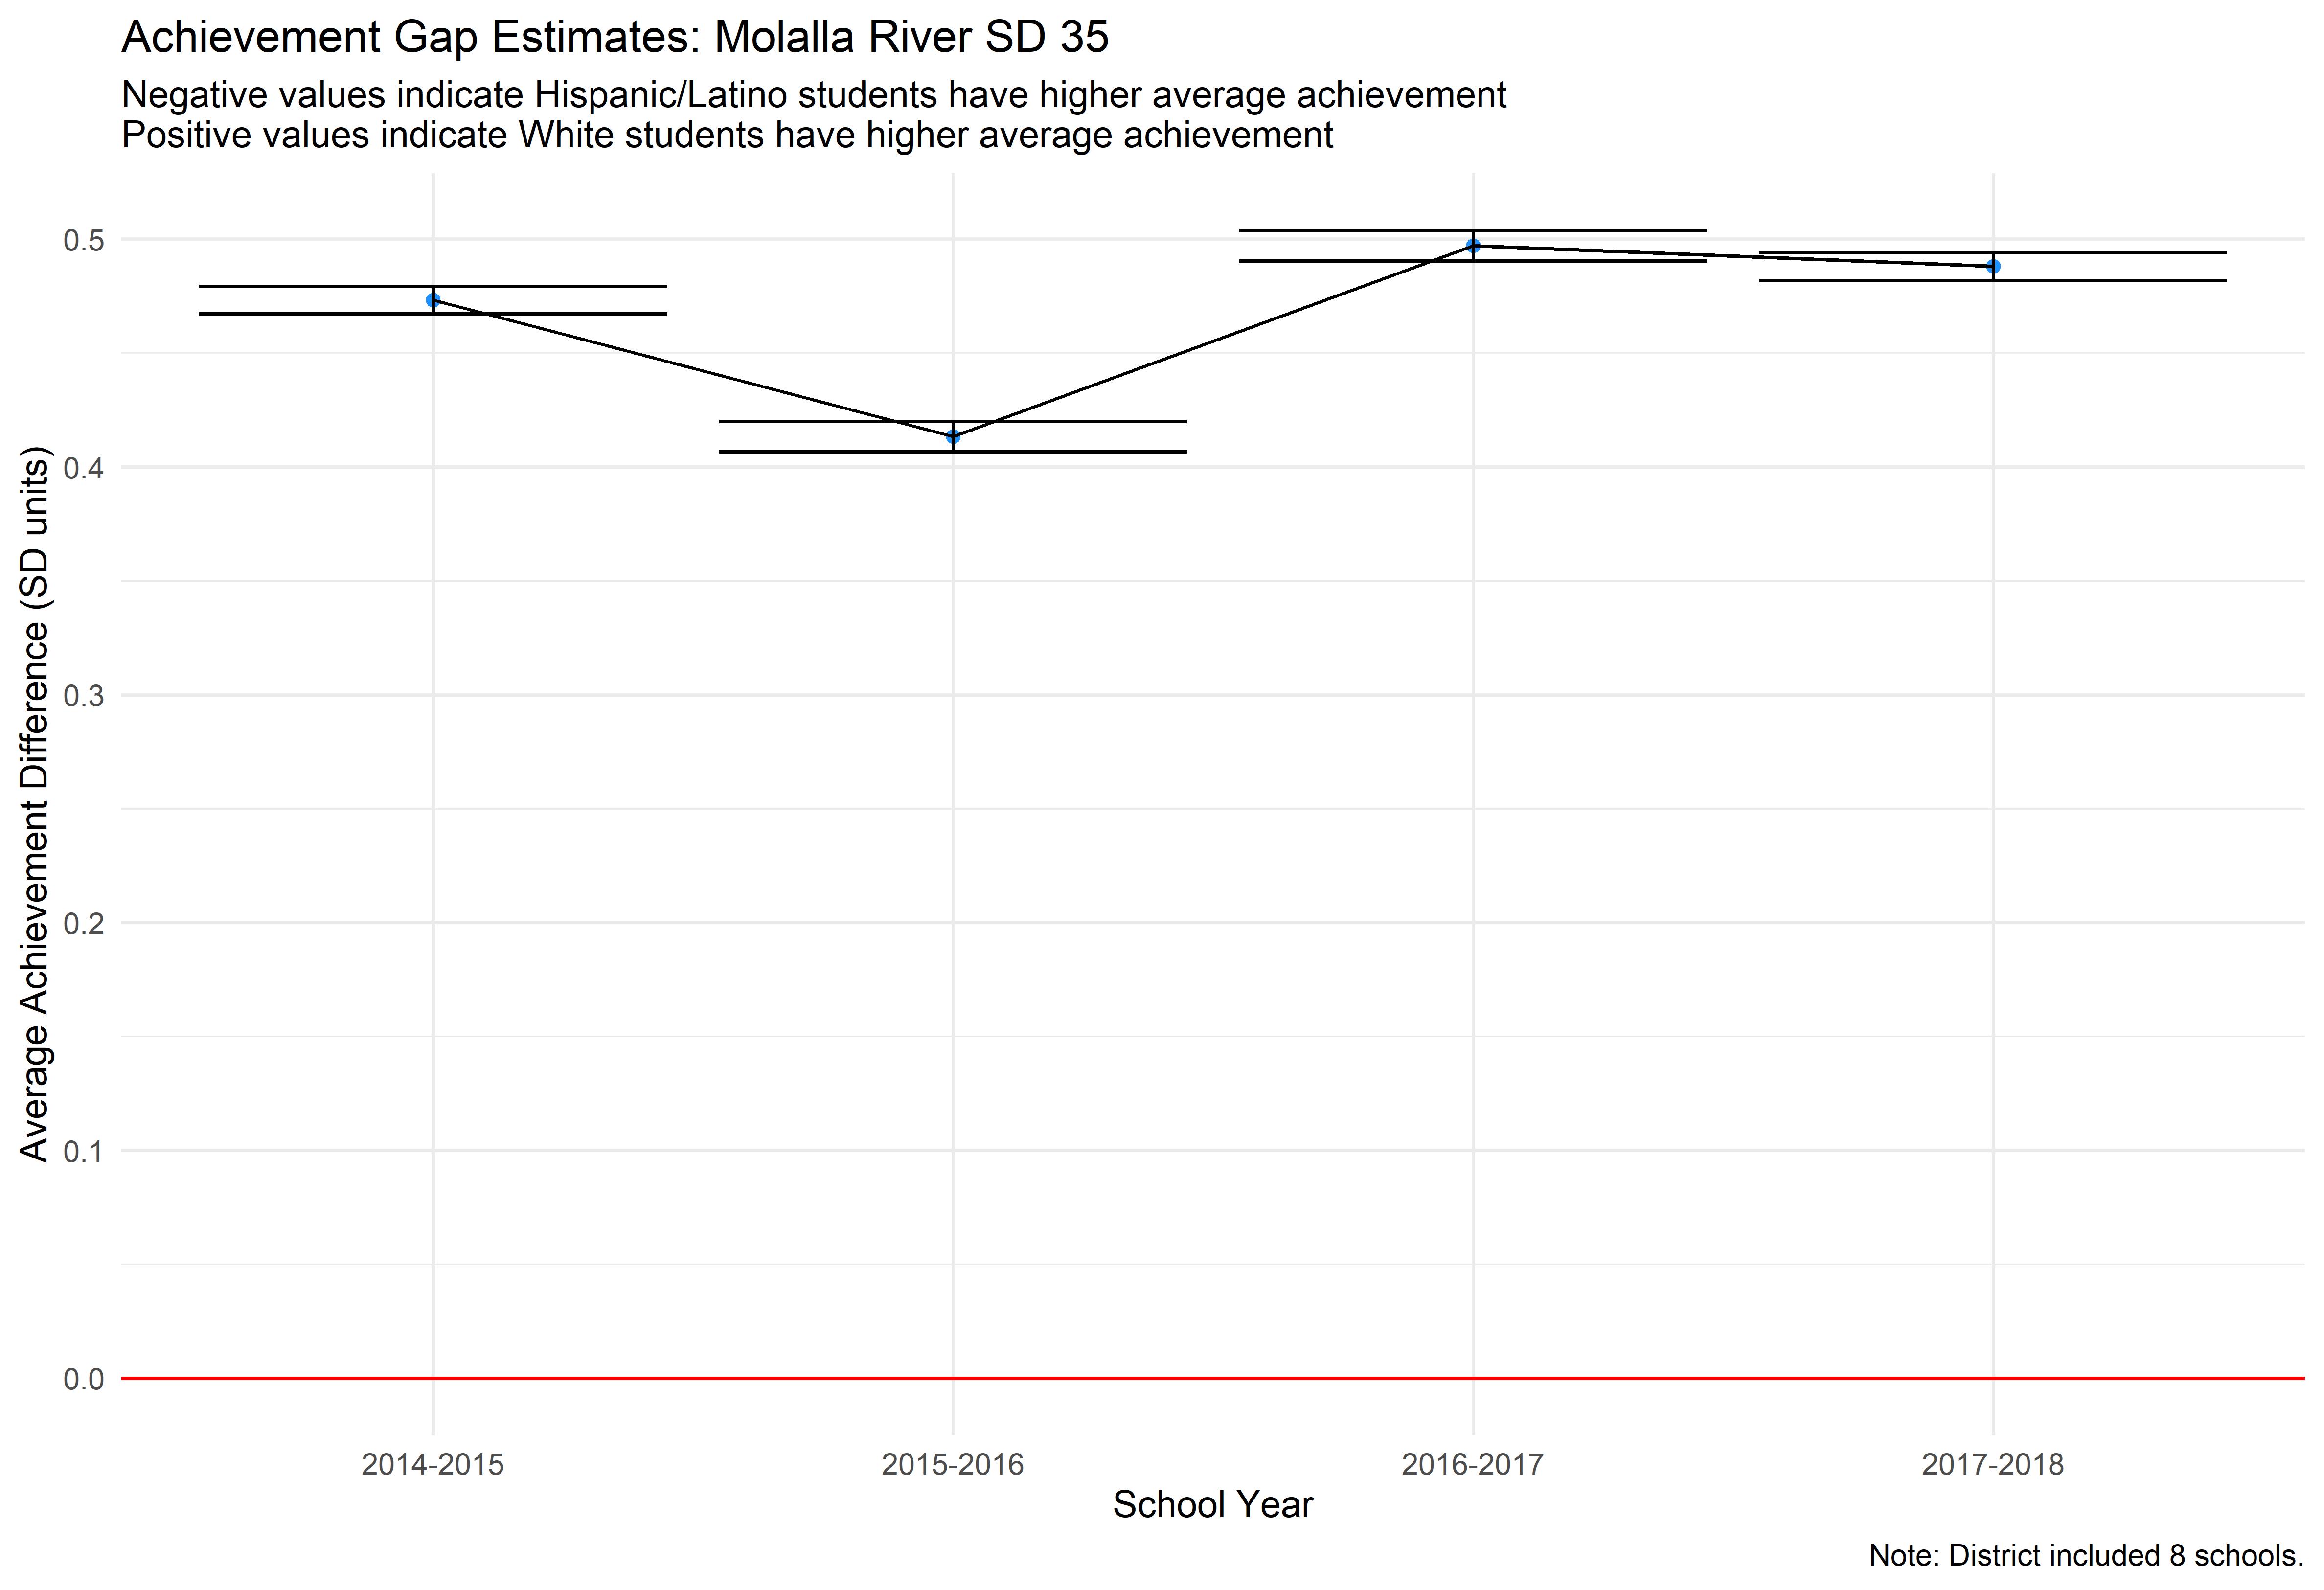 Achievement Gap Estimates: Molalla River SD 35
Negative values indicate Hispanic/Latino students have higher average achievement
Positive values indicate White students have higher average achievement
Average Achievement Difference (SD units)
0.5
0.4
0.3
0.2
0.1
0.0
2014-2015
2015-2016
2016-2017
2017-2018
School Year
Note: District included 8 schools.